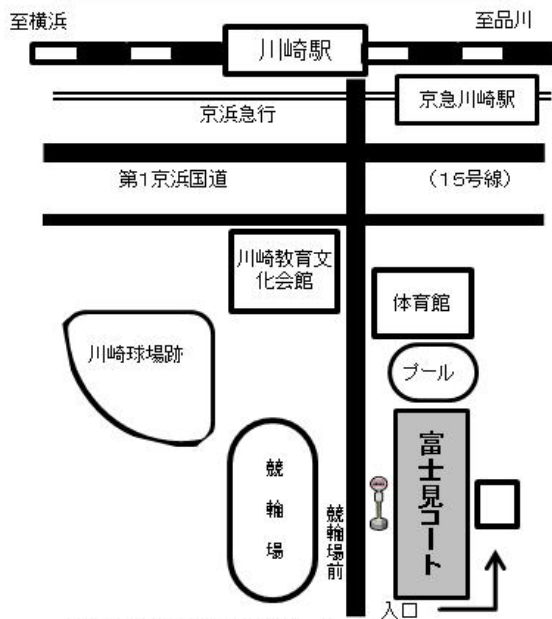 至横浜
至品川
川崎駅
京急川崎駅
京浜急行
第1京浜国道
(15号線)
川崎教育文
化会館
体育館
川崎球場跡
プール
競輪場
競輪場前
富士見コート
入口